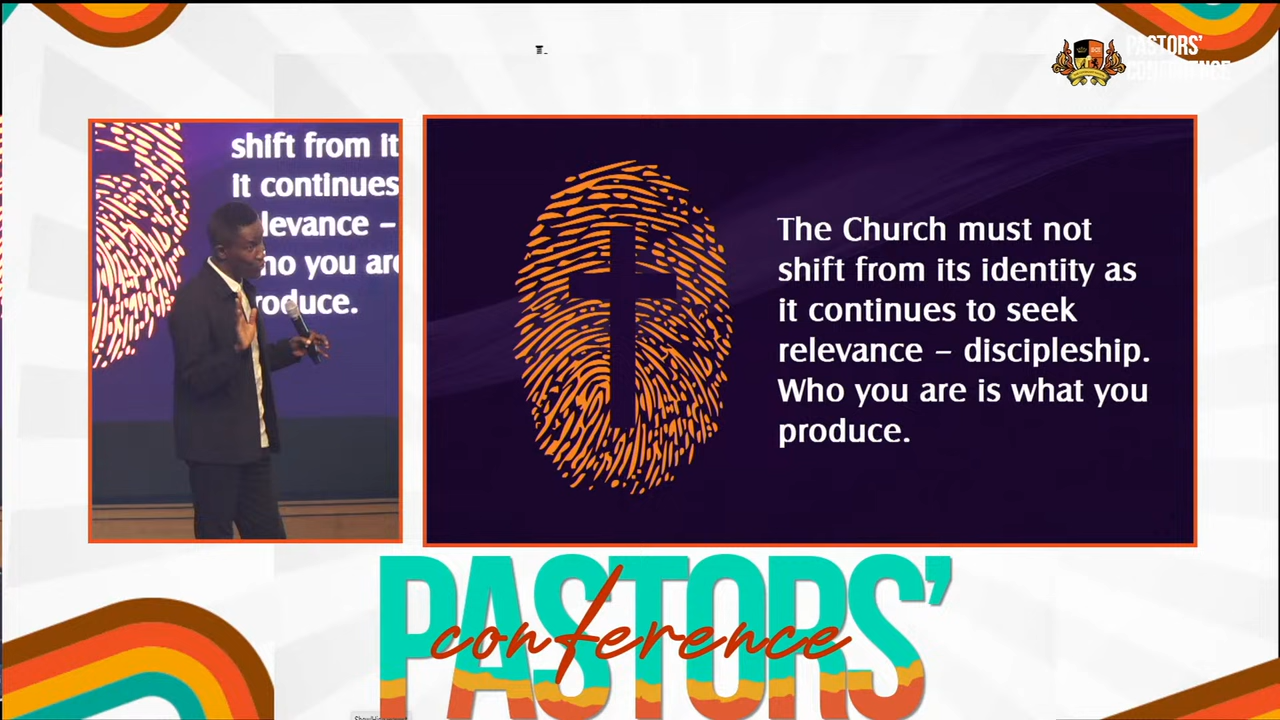 PASTORS'
CONFERENCE
shift from it
it continues
levance –
ho you are
roduce.
The Church must not
shift from its identity as
it continues to seek
relevance – discipleship.
Who you are is what you
produce.
PASTORS'
conference